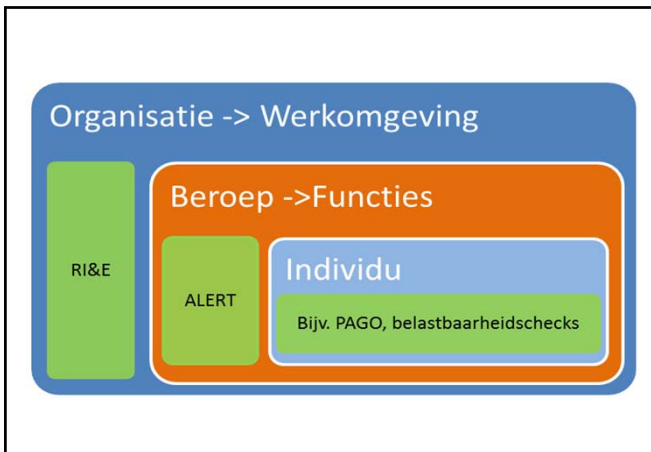 Organisatie -> Werkomgeving
Beroep ->Functies
RI&E
ALERT
Individu
Bijv. PAGO, belastbaarheidschecks